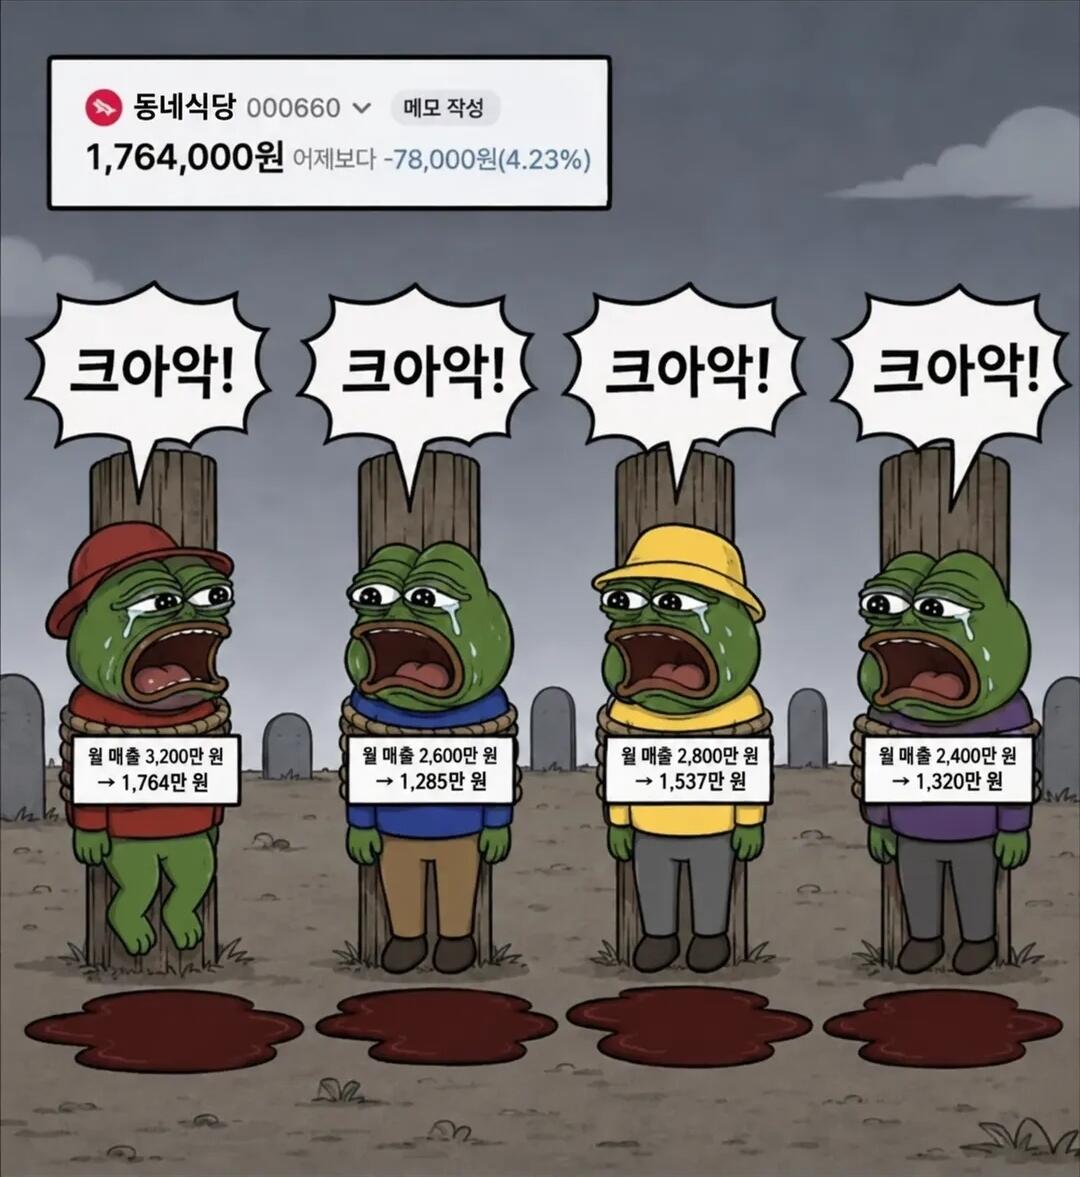 동네식당 000660 메모 작성
1,764,000원 어제보다 -78,000원(4.23%)
크아악!
크아악!
크아악!
크아악!
월 매출 3,200만 원
→ 1,764만 원
월 매출 2,600만 원
→ 1,285만 원
월 매출 2,800만 원
→ 1,537만 원
월 매출 2,400만 원
→ 1,320만 원